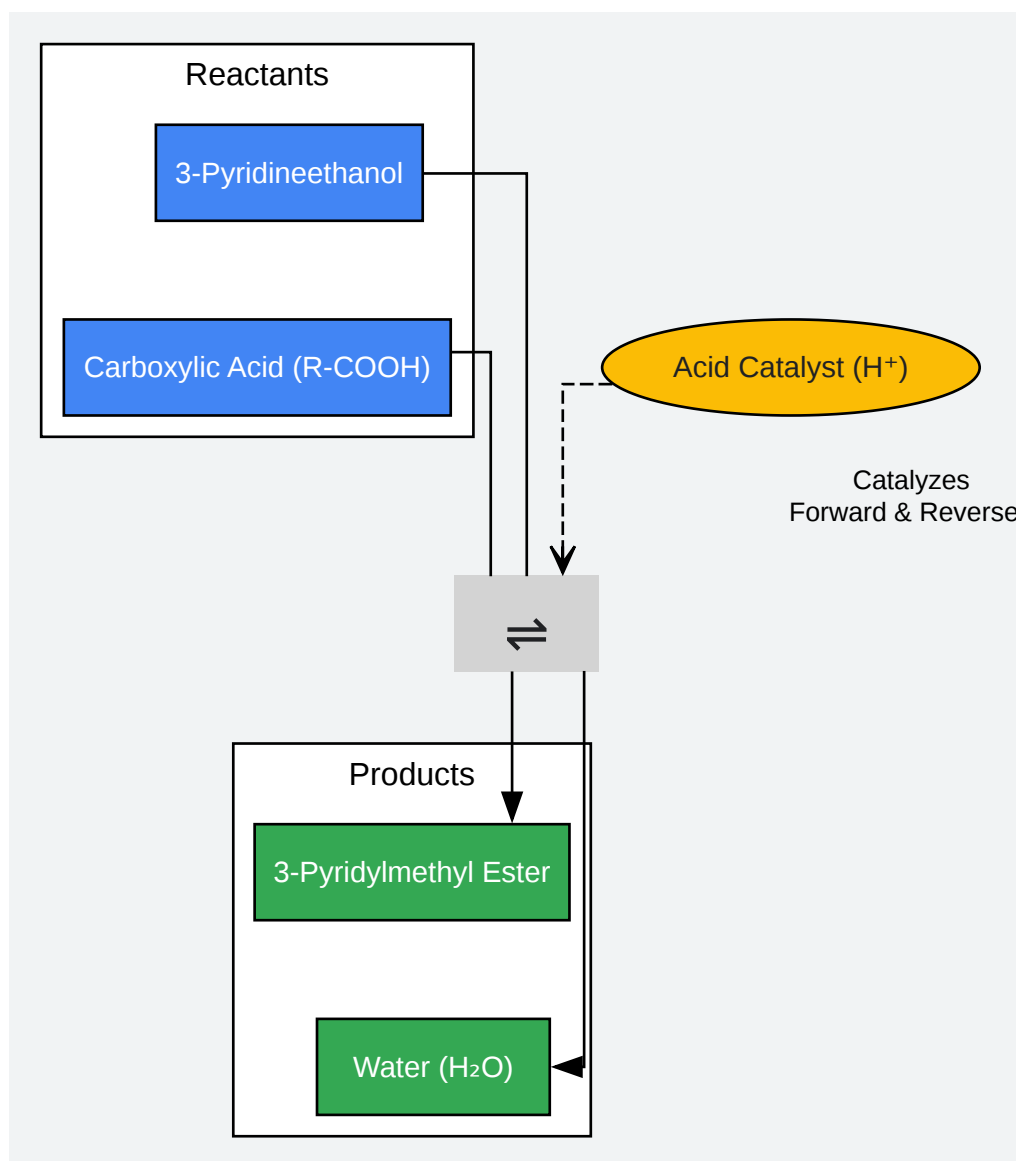 Reactants
3-Pyridineethanol
Carboxylic Acid (R-COOH)
Acid Catalyst (H⁺)
Catalyzes
Forward & Reverse
⇌
Products
3-Pyridylmethyl Ester
Water (H₂O)